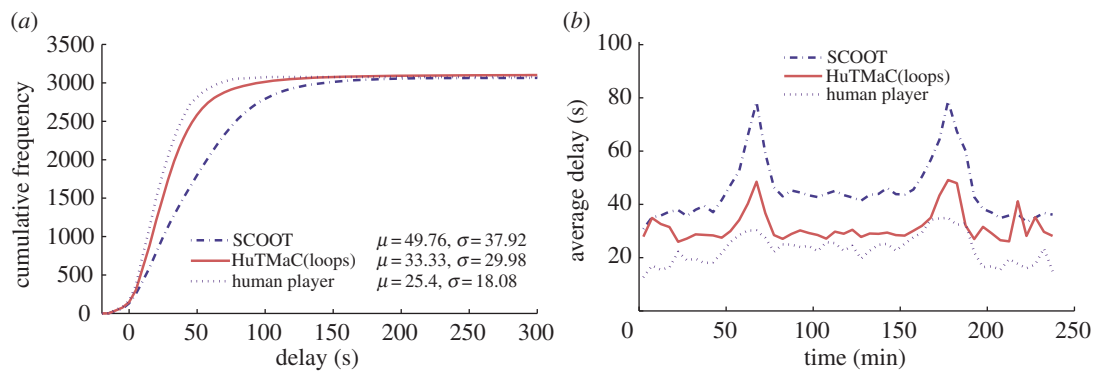 (a)
3500
3000
2500
2000
1500
1000
500
0
cumulative frequency
SCOOT μ = 49.76, σ = 37.92
HuTMaC(loops) μ = 33.33, σ = 29.98
human player μ = 25.4, σ = 18.08
0 50 100 150 200 250 300
delay (s)
(b)
100
80
60
40
20
average delay (s)
SCOOT
HuTMaC(loops)
human player
0 50 100 150 200 250
time (min)